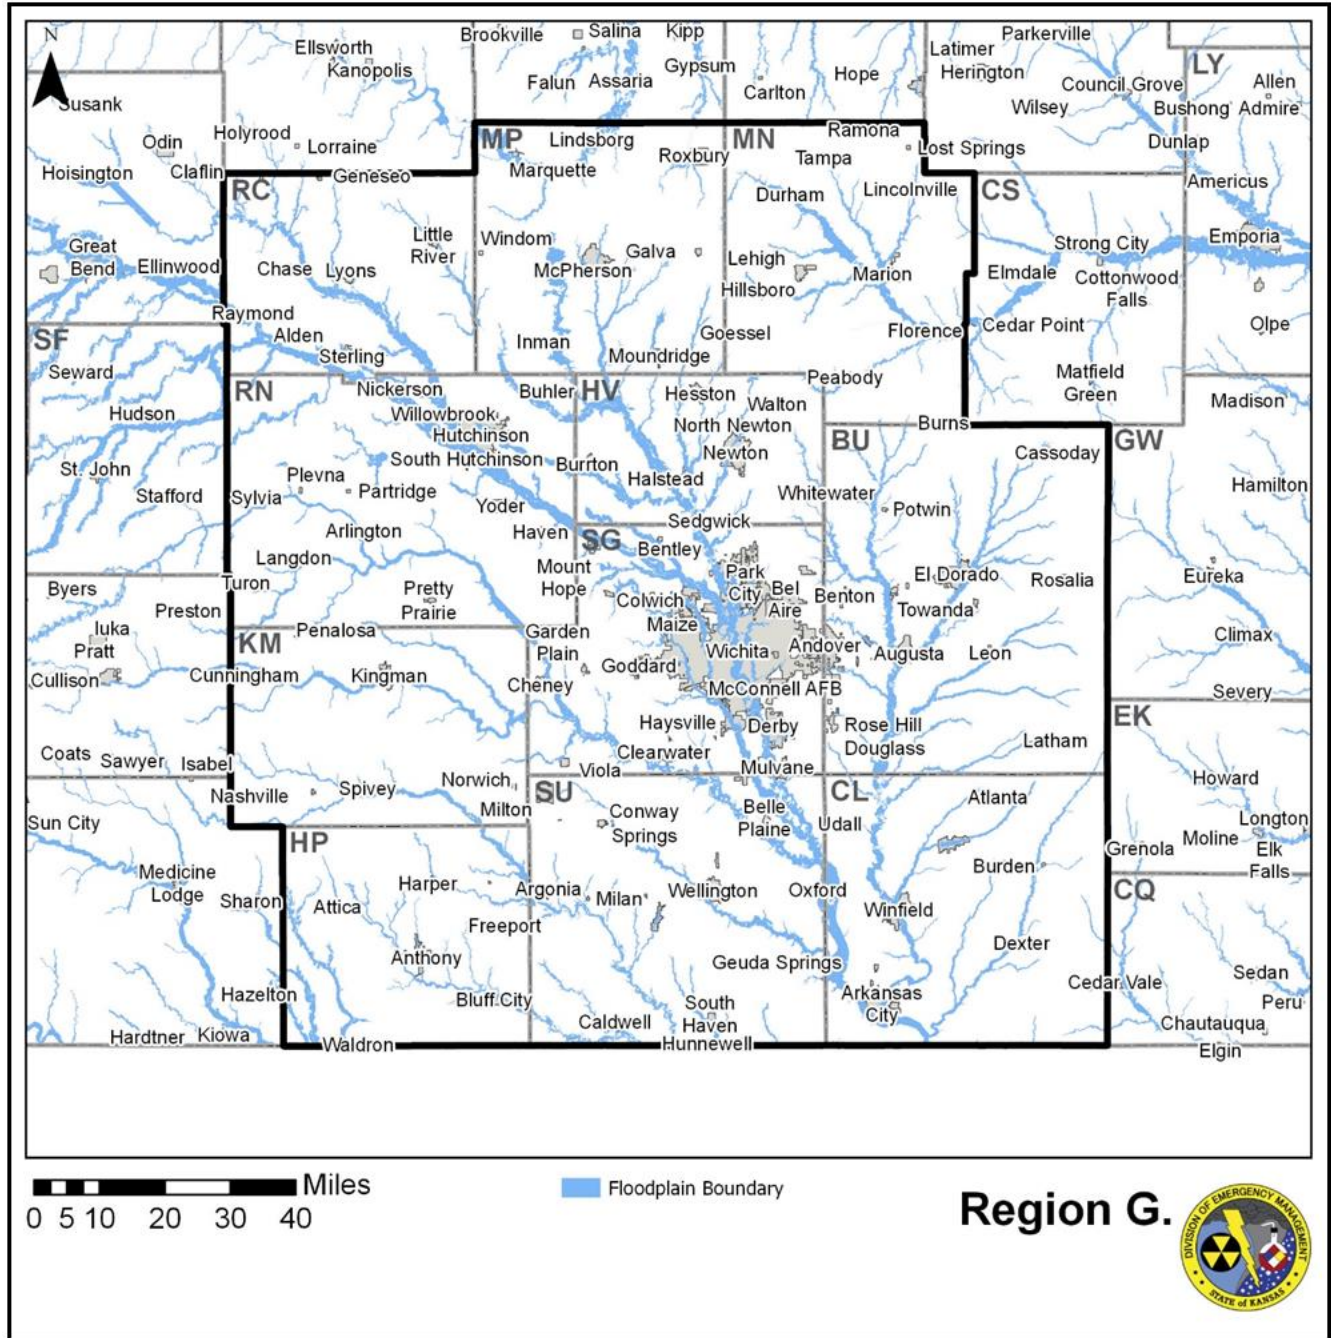 N
Brookville
Salina
Kipp
Parkerville
Ellsworth
Kanopolis
Falun
Assaria
Gypsum
Carlton
Hope
Latimer
Herington
Council Grove
LY
Allen
Susank
Wilsey
Bushong
Admire
Odin
Holyrood
Lorraine
MP
Lindsborg
Roxbury
MN
Ramona
Tampa
Lost Springs
Dunlap
Hoisington
Claflin
RC
Geneseo
Marquette
Durham
Lincolnville
CS
Americus
Great
Bend
Ellinwood
Chase
Lyons
Little
River
Windom
McPherson
Galva
Lehigh
Hillsboro
Marion
Strong City
Elmdale
Cottonwood
Falls
Emporia
Raymond
Alden
Sterling
Inman
Moundridge
Goessel
Florence
Cedar Point
Olpe
SF
Seward
Hudson
RN
Nickerson
Buhler
HV
Hesston
Walton
Peabody
Matfield
Green
Madison
Willowbrook
Hutchinson
South Hutchinson
North Newton
Newton
Burns
BU
Cassoday
GW
St. John
Stafford
Sylvia
Plevna
Partridge
Burrton
Halstead
Whitewater
Potwin
Hamilton
Yoder
Arlington
Haven
SG
Sedgwick
Bentley
Langdon
Mount
Hope
Park
City
Bel
Aire
El Dorado
Rosalia
Eureka
Byers
Preston
Turon
Pretty
Prairie
Colwich
Maize
Benton
Towanda
Iuka
Pratt
KM
Penalosa
Garden
Plain
Goddard
Wichita
Andover
Augusta
Leon
Climax
Cullison
Cunningham
Kingman
Cheney
McConnell AFB
Severy
Haysville
Derby
Rose Hill
Douglass
EK
Coats
Sawyer
Isabel
Clearwater
Viola
Mulvane
Latham
Howard
Nashville
Spivey
Norwich
Milton
SU
Conway
Springs
Belle
Plaine
CL
Udall
Atlanta
Longton
Sun City
HP
Moline
Elk
Falls
Grenola
Medicine
Lodge
Sharon
Attica
Harper
Argonia
Milan
Wellington
Oxford
Winfield
Burden
CQ
Freeport
Anthony
Geuda Springs
Dexter
Sedan
Hazelton
Bluff City
Caldwell
South
Haven
Arkansas
City
Cedar Vale
Peru
Hardtner
Kiowa
Waldron
Hunnewell
Chautauqua
Elgin
Miles
0 5 10 20 30 40
Floodplain Boundary
Region G.
DIVISION OF EMERGENCY MANAGEMENT
STATE of KANSAS